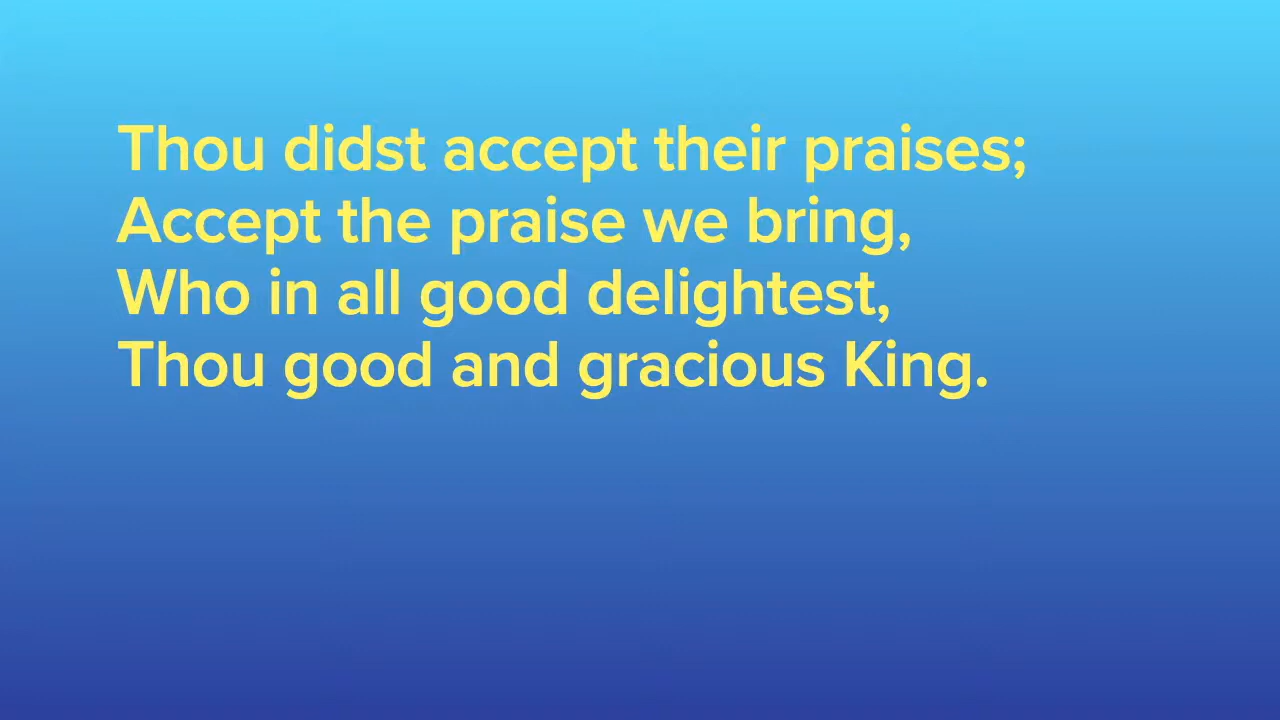 Thou didst accept their praises;
Accept the praise we bring,
Who in all good delightest,
Thou good and gracious King.